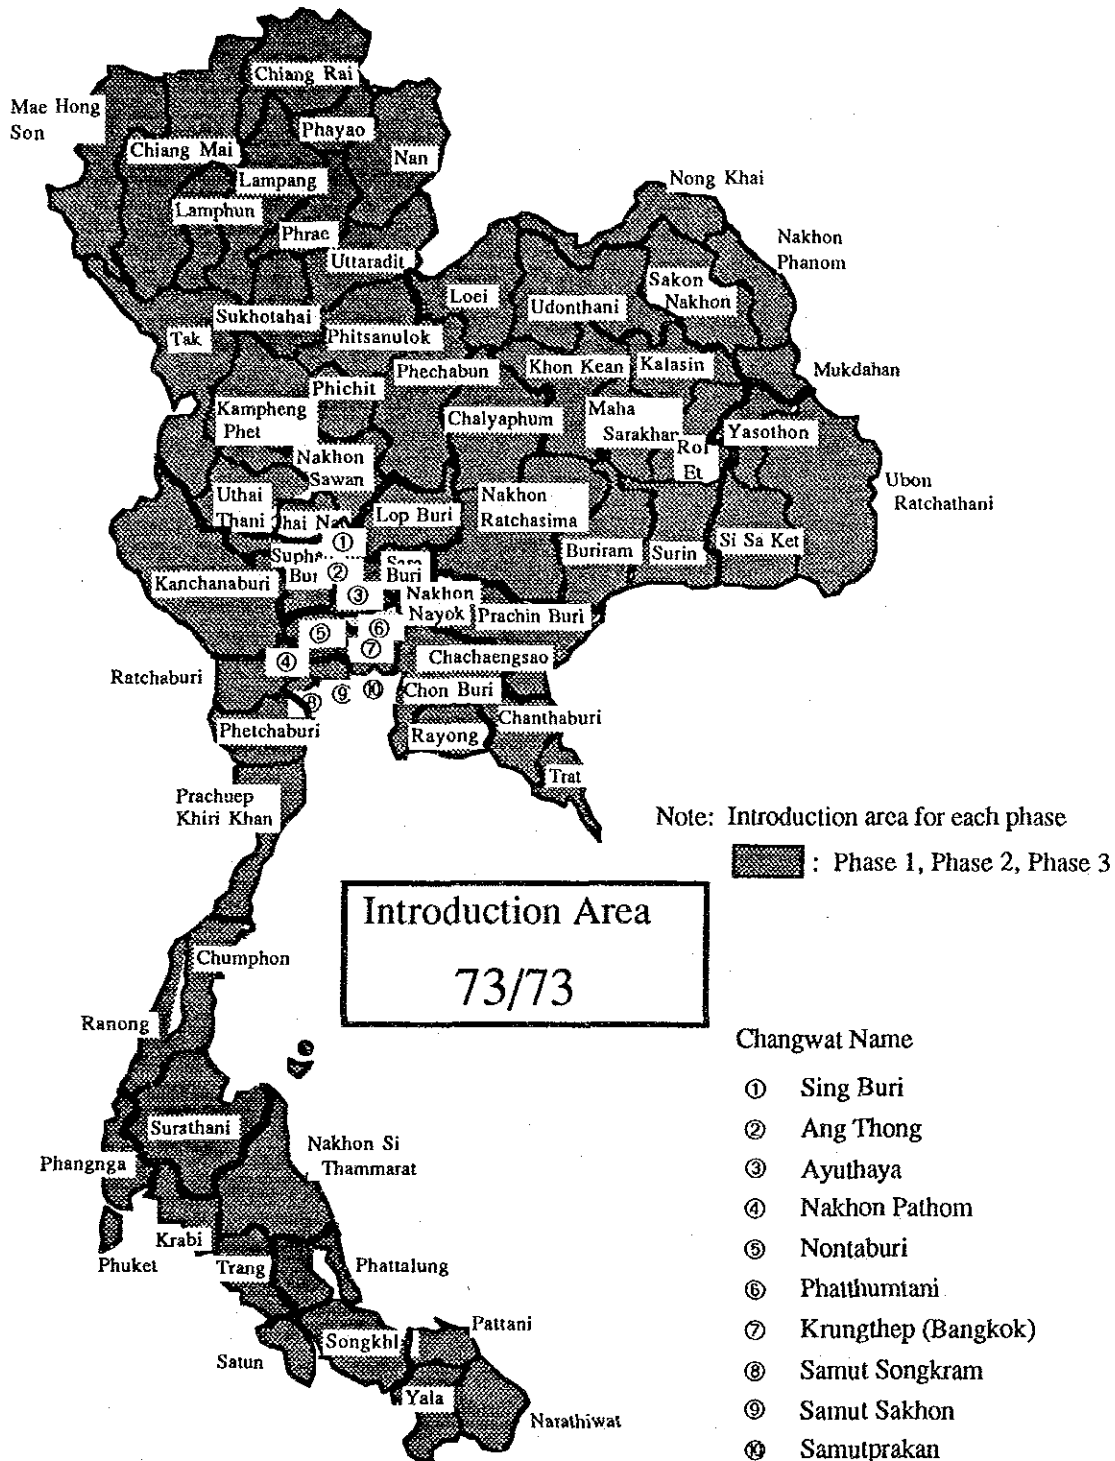 Chiang Rai
Mae Hong
Son
Phayao
Chiang Mai
Nan
Lampang
Lamphun
Nong Khai
Phrae
Nakhon
Phanom
Uttaradit
Sakon
Nakhon
Loei
Udonthani
Sukhotahai
Tak
Phitsanulok
Phechabun
Khon Kean
Kalasin
Mukdahan
Phichit
Kampheng
Phet
Chalyaphum
Maha
Sarakhan
Roi
Et
Yasothon
Nakhon
Sawan
Ubon
Ratchathani
Uthai
Thani
hai Na
Lop Buri
Nakhon
Ratchasima
①
Buriram
Surin
Si Sa Ket
Supha
Bur
②
Sara
Buri
Kanchanaburi
③
Nakhon
Nayok
Prachin Buri
⑤
⑥
⑦
④
Chachaengsao
Ratchaburi
Chon Buri
⑧
⑨
⑩
Chanthaburi
Phetchaburi
Rayong
Trat
Prachuep
Khiri Khan
Note: Introduction area for each phase
: Phase 1, Phase 2, Phase 3
Introduction Area
73/73
Chumphon
Ranong
Changwat Name
① Sing Buri
② Ang Thong
③ Ayuthaya
④ Nakhon Pathom
⑤ Nontaburi
⑥ Phatthumtani
⑦ Krungthep (Bangkok)
⑧ Samut Songkram
⑨ Samut Sakhon
⑩ Samutprakan
Surathani
Nakhon Si
Thammarat
Phangnga
Krabi
Phuket
Trang
Phattalung
Pattani
Satun
Songkhl
Yala
Narathiwat